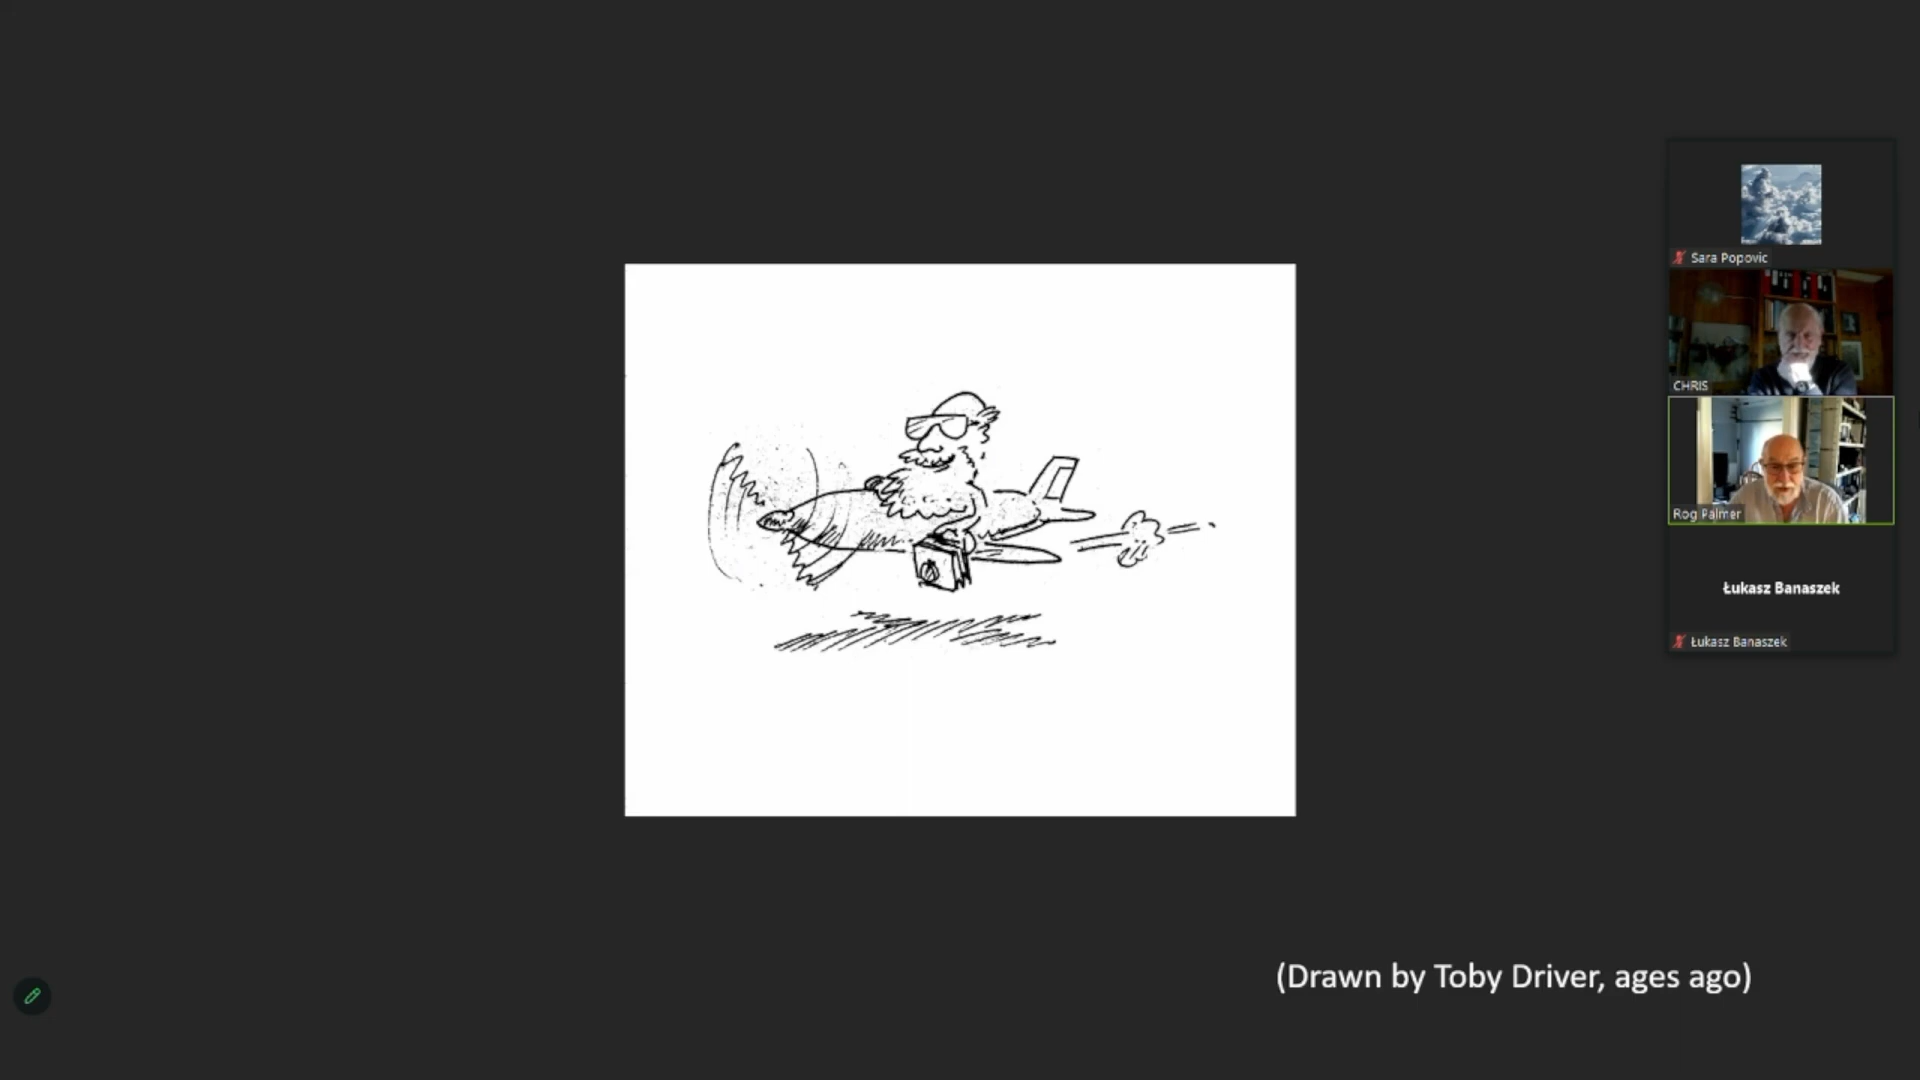 Sara Popovic
CHRIS
Rog Palmer
Łukasz Banaszek
Łukasz Banaszek
(Drawn by Toby Driver, ages ago)